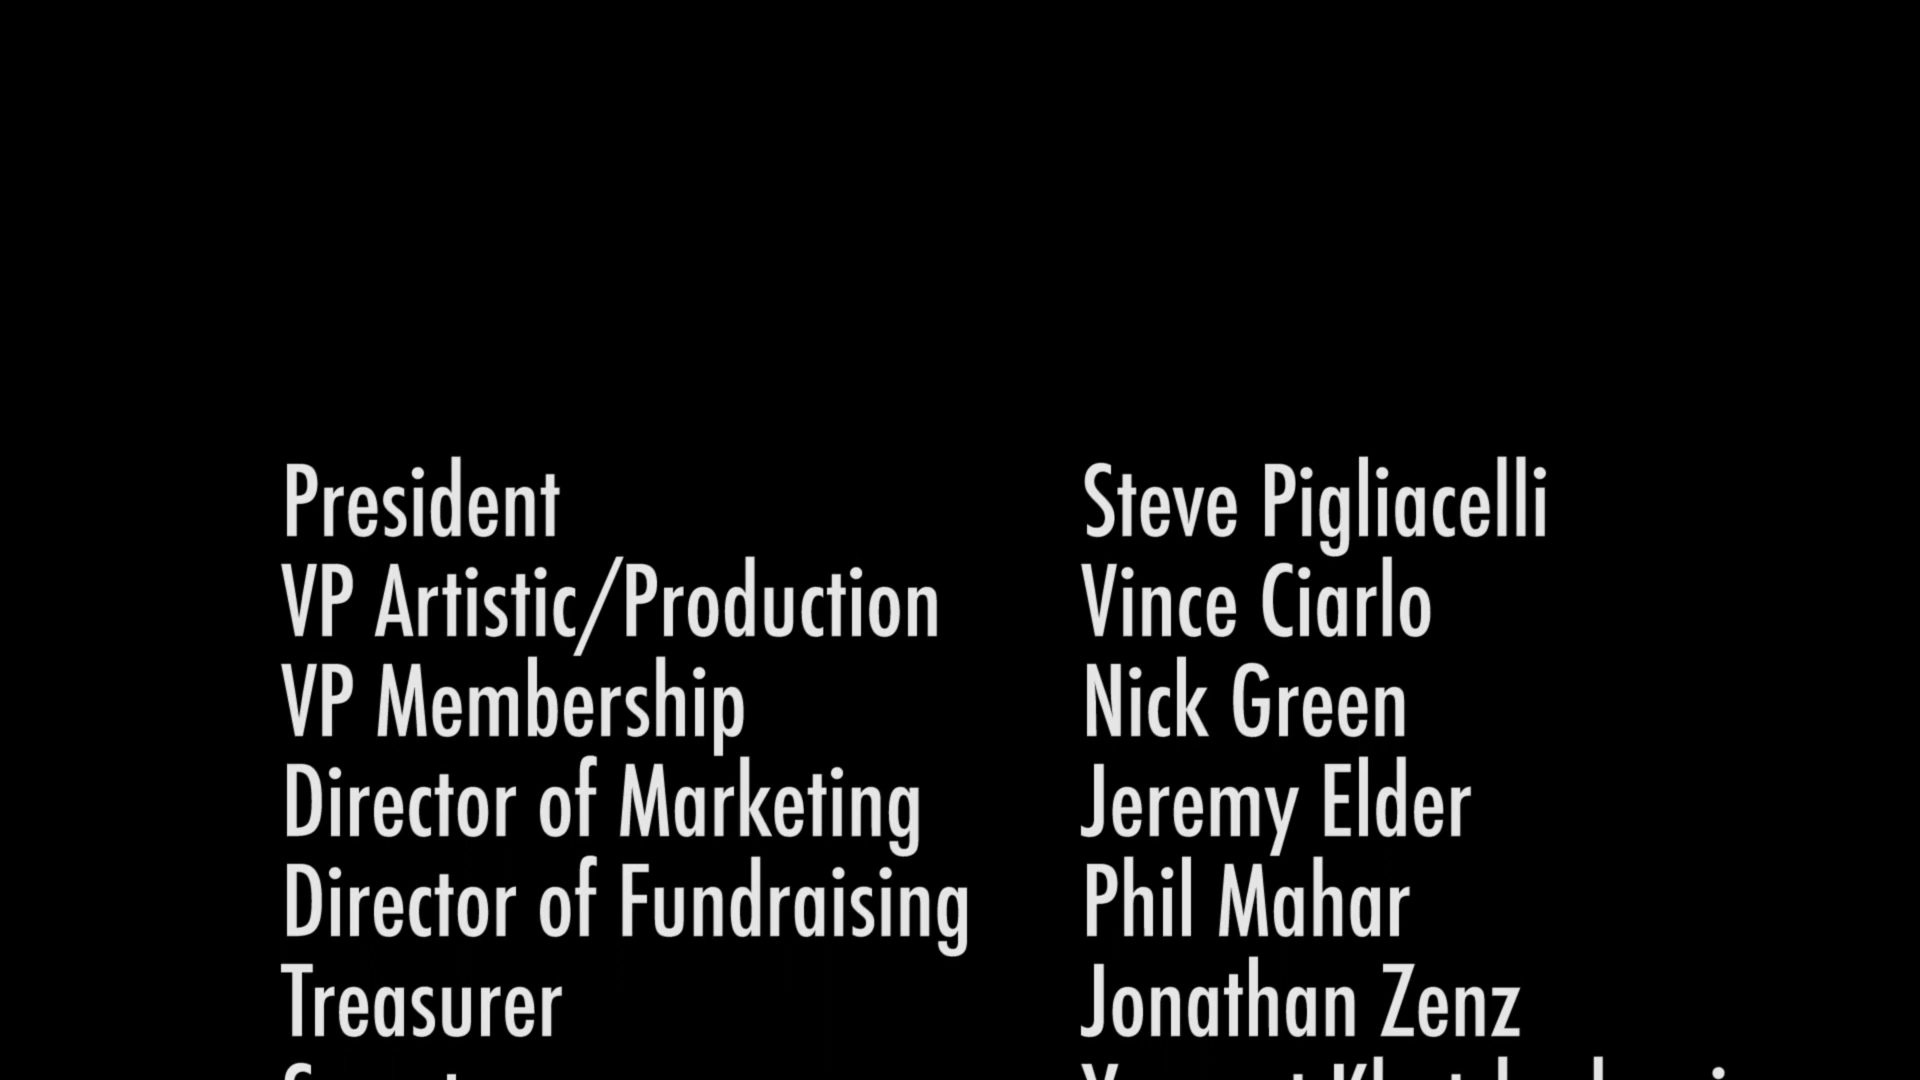 President Steve Pigliacelli
VP Artistic/Production Vince Ciarlo
VP Membership Nick Green
Director of Marketing Jeremy Elder
Director of Fundraising Phil Mahar
Treasurer Jonathan Zenz